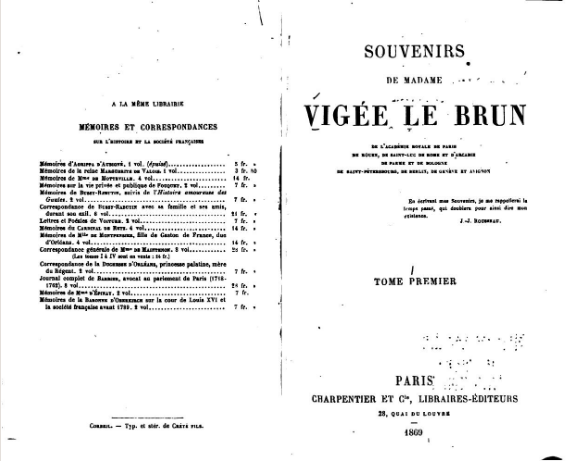 A LA MÊME LIBRAIRIE
MÉMOIRES ET CORRESPONDANCES
SUR L'HISTOIRE ET LA SOCIÉTÉ FRANÇAISES
Mémoires d'AGRIPPA D'AUBIGNÉ, 1 vol. (épuisé)........ 5 fr. »
Mémoires de la reine MARGUERITE DE VALOIS. 1 vol........ 3 fr. 50
Mémoires de Mme DE MOTTEVILLE. 4 vol........ 14 fr. »
Mémoires sur la vie privée et publique de FOUQUET. 2 vol........ 7 fr. »
Mémoires de BUSSY-RABUTIN, suivis de l'Histoire amoureuse des
Gaules. 2 vol........ 7 fr. »
Correspondance de BUSSY-RABUTIN avec sa famille et ses amis,
durant son exil. 6 vol........ 21 fr. »
Lettres et Poésies de VOITURE. 2 vol........ 7 fr. »
Mémoires du CARDINAL DE RETZ. 4 vol........ 14 fr. »
Mémoires de Mlle DE MONTPENSIER, fille de Gaston de France, duc
d'Orléans. 4 vol........ 14 fr. »
Correspondance générale de Mme DE MAINTENON. 8 vol........ 28 fr. »
(Les tomes I à IV sont en vente : 14 fr.)
Correspondance de la DUCHESSE D'ORLÉANS, princesse palatine, mère
du Régent. 2 vol........ 7 fr. »
Journal complet de BARBIER, avocat au parlement de Paris (1718-
1762). 8 vol........ 28 fr. »
Mémoires de Mme D'ÉPINAY. 2 vol........ 7 fr.
Mémoires de la BARONNE D'OBERKIRCH sur la cour de Louis XVI et
la société française avant 1789. 2 vol........ 7 fr. »
CORBEIL. — Typ. et stér. de CRÉTÉ FILS.
SOUVENIRS
DE MADAME
VIGÉE LE BRUN
DE L'ACADÉMIE ROYALE DE PARIS
DE ROUEN, DE SAINT-LUC DE ROME ET D'ARCADIE
DE PARME ET DE BOLOGNE
DE SAINT-PÉTERSBOURG, DE BERLIN, DE GENÈVE ET AVIGNON
En écrivant mes Souvenirs, je me rappellerai le
temps passé, qui doublera pour ainsi dire mon
existence.
J.-J. ROUSSEAU.
TOME PREMIER
PARIS
CHARPENTIER ET Cie, LIBRAIRES-ÉDITEURS
28, QUAI DU LOUVRE
1869